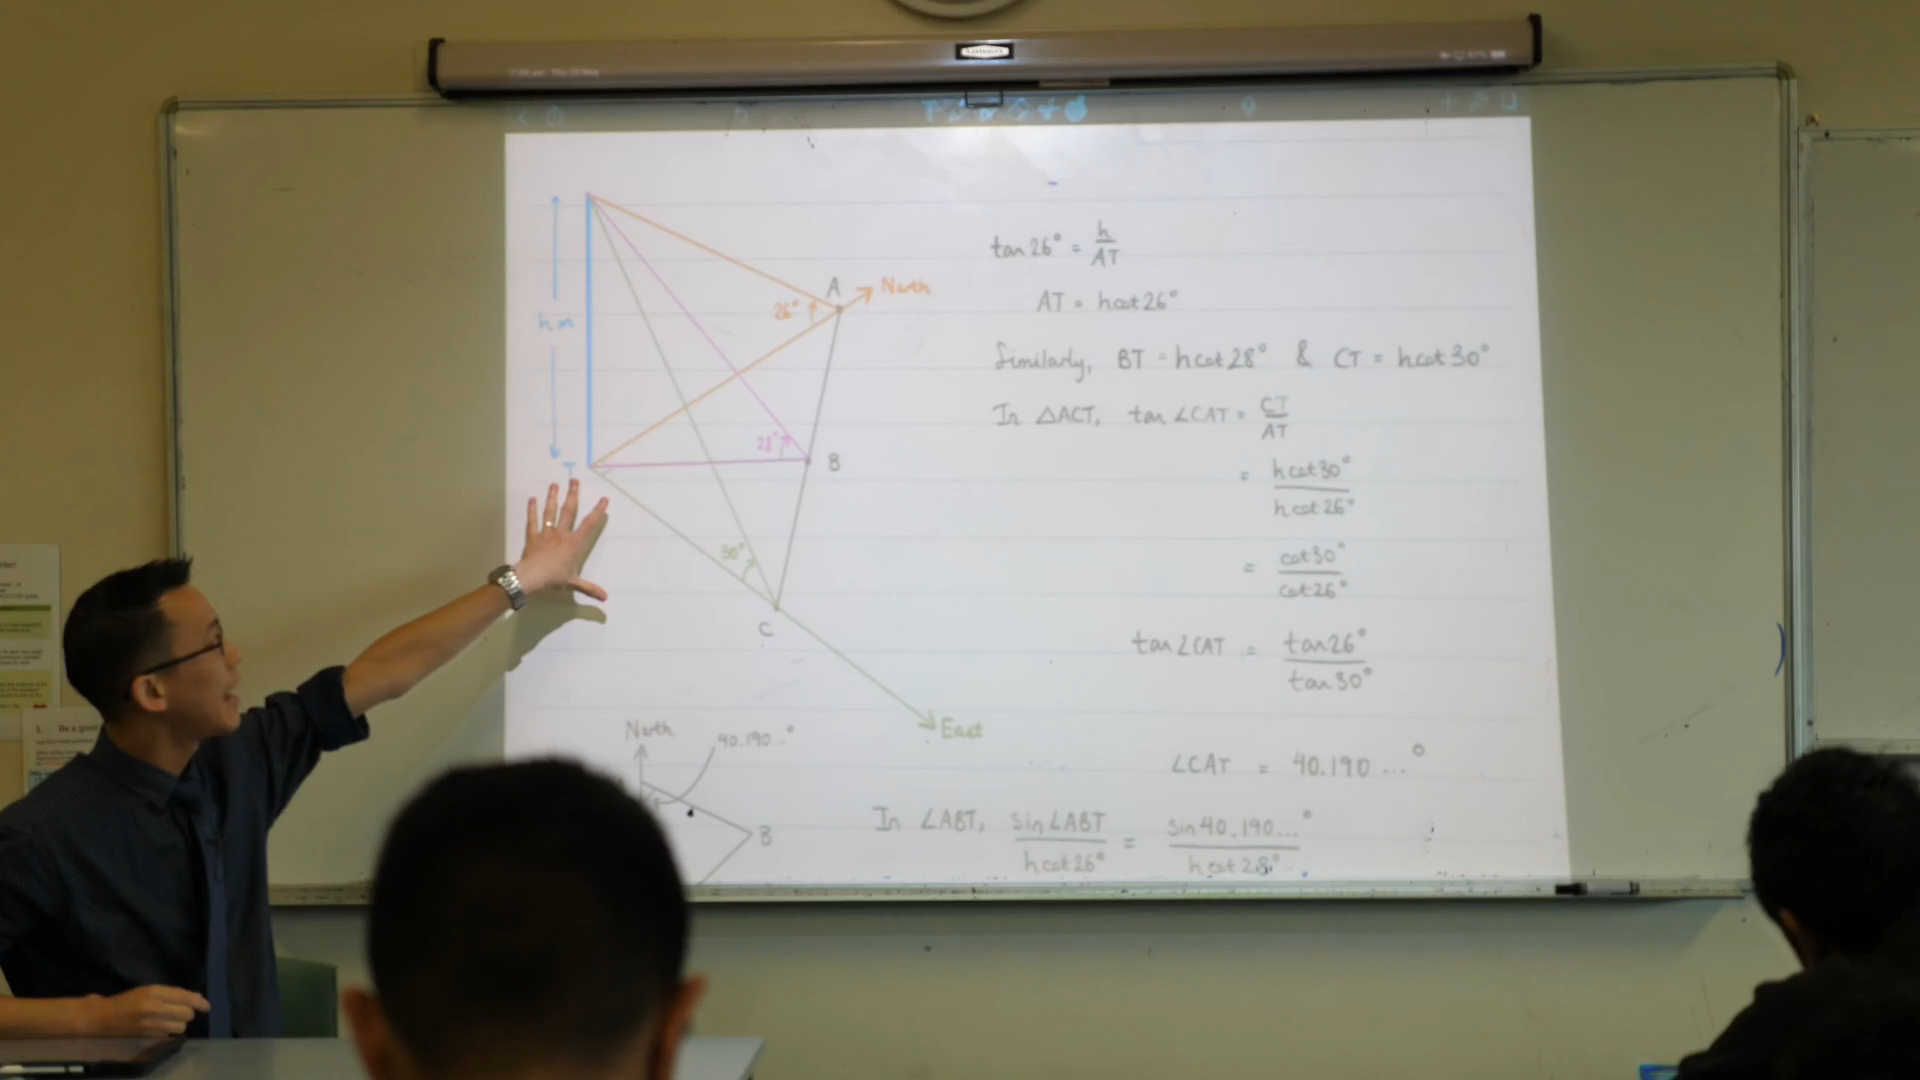 h m
T
A
North
26°
28°
B
30°
C
East
tan 26° = h/AT
AT = h cot 26°
Similarly, BT = h cot 28° & CT = h cot 30°
In △ACT, tan ∠CAT = CT/AT
= h cot 30° / h cot 26°
= cot 30° / cot 26°
tan ∠CAT = tan 26° / tan 30°
∠CAT = 40.190 ...°
In ∠ABT, sin ∠ABT / h cot 26° = sin 40.190...° / h cot 28°
North
40.190...°
B
Be a good